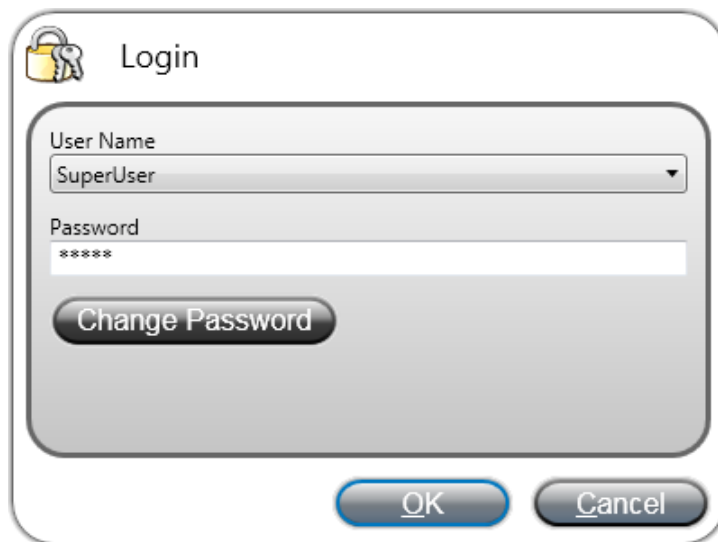 Login
User Name
SuperUser
Password
*****
Change Password
OK
Cancel